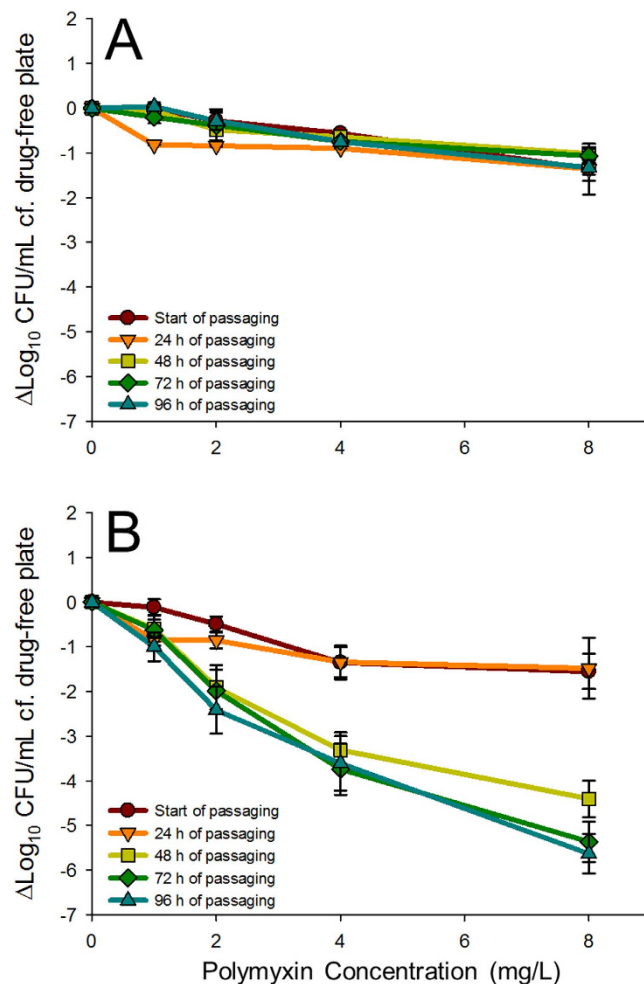 A
2
1
0
-1
-2
-3
-4
-5
-6
-7
ΔLog10 CFU/mL cf. drug-free plate
Start of passaging
24 h of passaging
48 h of passaging
72 h of passaging
96 h of passaging
0 2 4 6 8
B
2
1
0
-1
-2
-3
-4
-5
-6
-7
ΔLog10 CFU/mL cf. drug-free plate
Start of passaging
24 h of passaging
48 h of passaging
72 h of passaging
96 h of passaging
0 2 4 6 8
Polymyxin Concentration (mg/L)